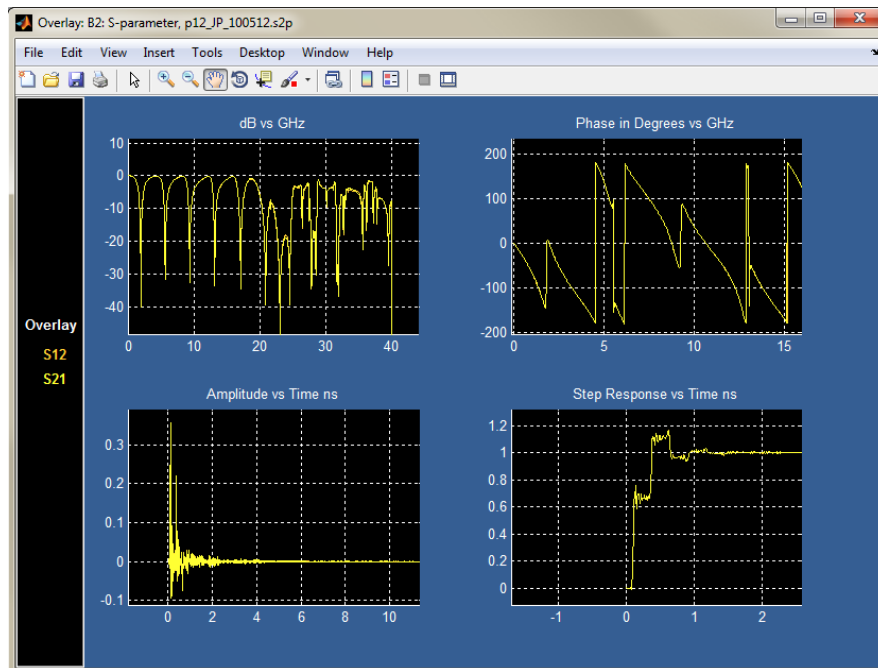 Overlay: B2: S-parameter, p12_JP_100512.s2p
File Edit View Insert Tools Desktop Window Help
Overlay
S12
S21
dB vs GHz
10
0
-10
-20
-30
-40
0 10 20 30 40
Phase in Degrees vs GHz
200
100
0
-100
-200
0 5 10 15
Amplitude vs Time ns
0.3
0.2
0.1
0
-0.1
0 2 4 6 8 10
Step Response vs Time ns
1.2
1
0.8
0.6
0.4
0.2
0
-1 0 1 2